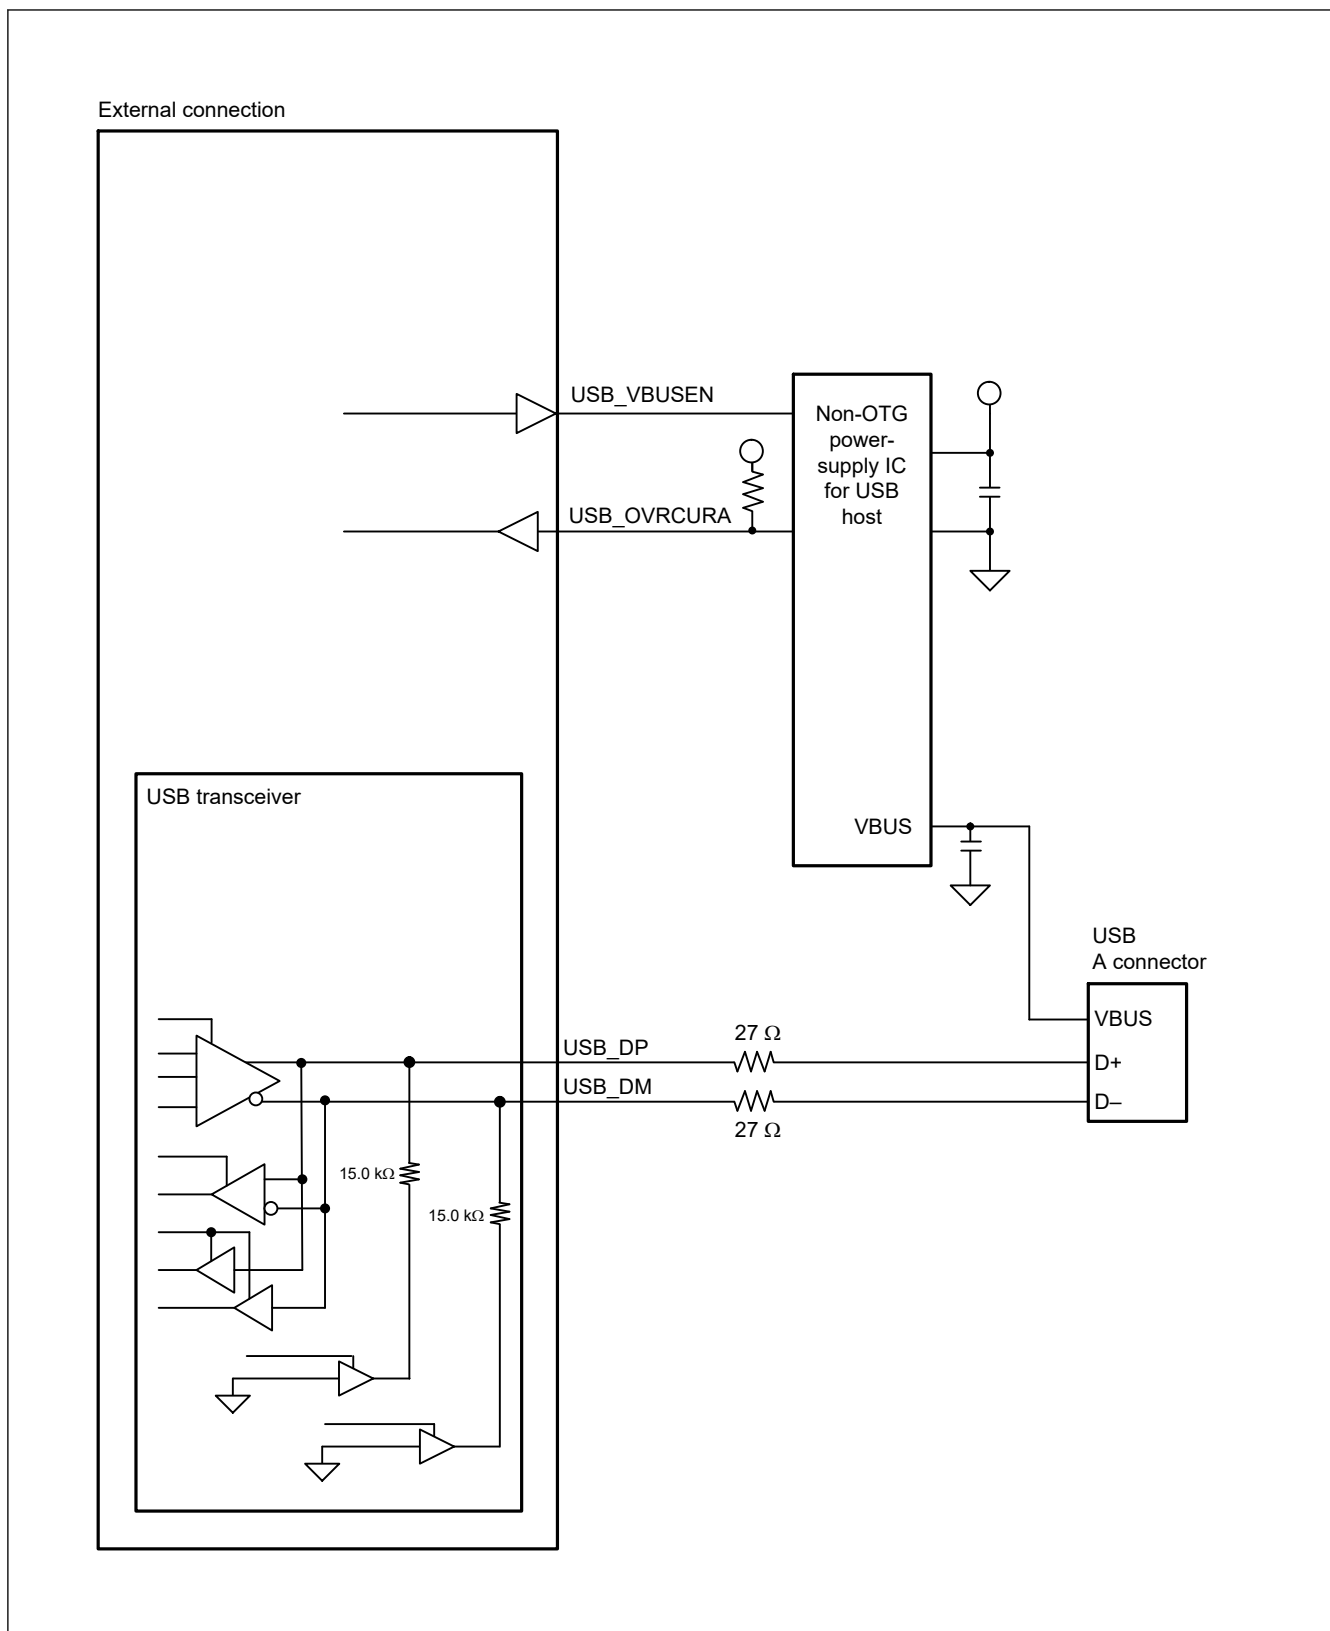 External connection
USB_VBUSEN
Non-OTG
power-
supply IC
for USB
host
USB_OVRCURA
USB transceiver
VBUS
USB
A connector
VBUS
27 Ω
USB_DP
D+
USB_DM
D–
27 Ω
15.0 kΩ
15.0 kΩ